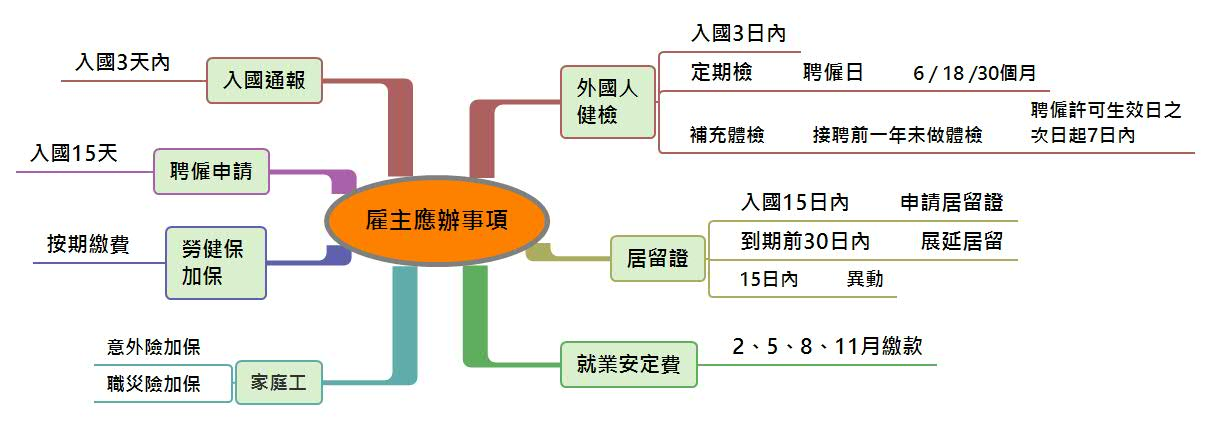 雇主應辦事項
入國通報
入國3天內
聘僱申請
入國15天
勞健保
加保
按期繳費
家庭工
意外險加保
職災險加保
外國人
健檢
入國3日內
定期檢 聘僱日 6 / 18 /30個月
補充體檢 接聘前一年未做體檢 聘僱許可生效日之
次日起7日內
居留證
入國15日內 申請居留證
到期前30日內 展延居留
15日內 異動
就業安定費
2、5、8、11月繳款